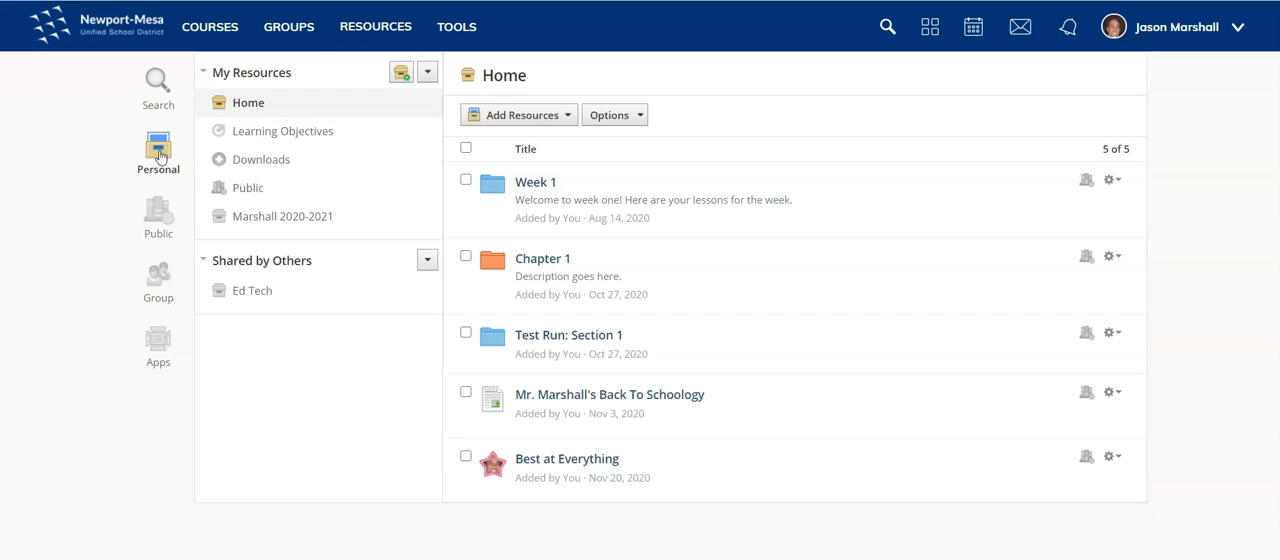 Newport-Mesa
Unified School District
COURSES GROUPS RESOURCES TOOLS
Jason Marshall
Search
Personal
Public
Group
Apps
My Resources
Home
Learning Objectives
Downloads
Public
Marshall 2020-2021
Shared by Others
Ed Tech
Home
Add Resources Options
Title 5 of 5
Week 1
Welcome to week one! Here are your lessons for the week.
Added by You · Aug 14, 2020
Chapter 1
Description goes here.
Added by You · Oct 27, 2020
Test Run: Section 1
Added by You · Oct 27, 2020
Mr. Marshall's Back To Schoology
Added by You · Nov 3, 2020
Best at Everything
Added by You · Nov 20, 2020